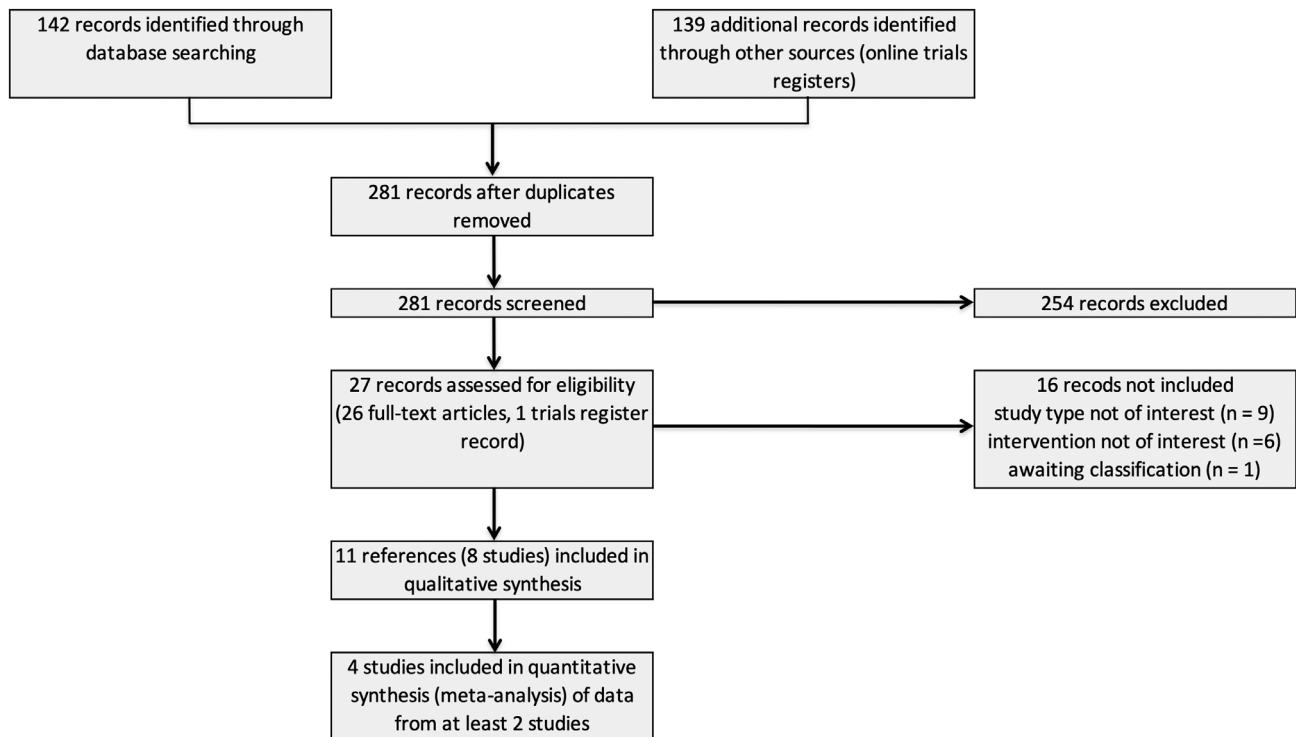 142 records identified through
database searching
139 additional records identified
through other sources (online trials
registers)
281 records after duplicates
removed
281 records screened
254 records excluded
27 records assessed for eligibility
(26 full-text articles, 1 trials register
record)
16 recods not included
study type not of interest (n = 9)
intervention not of interest (n =6)
awaiting classification (n = 1)
11 references (8 studies) included in
qualitative synthesis
4 studies included in quantitative
synthesis (meta-analysis) of data
from at least 2 studies